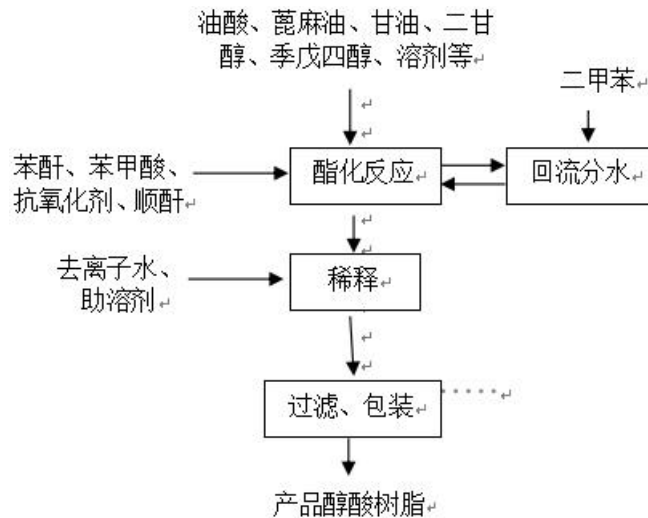 油酸、蓖麻油、甘油、二甘
醇、季戊四醇、溶剂等
二甲苯
苯酐、苯甲酸、
抗氧化剂、顺酐
酯化反应
回流分水
去离子水、
助溶剂
稀释
过滤、包装
产品醇酸树脂